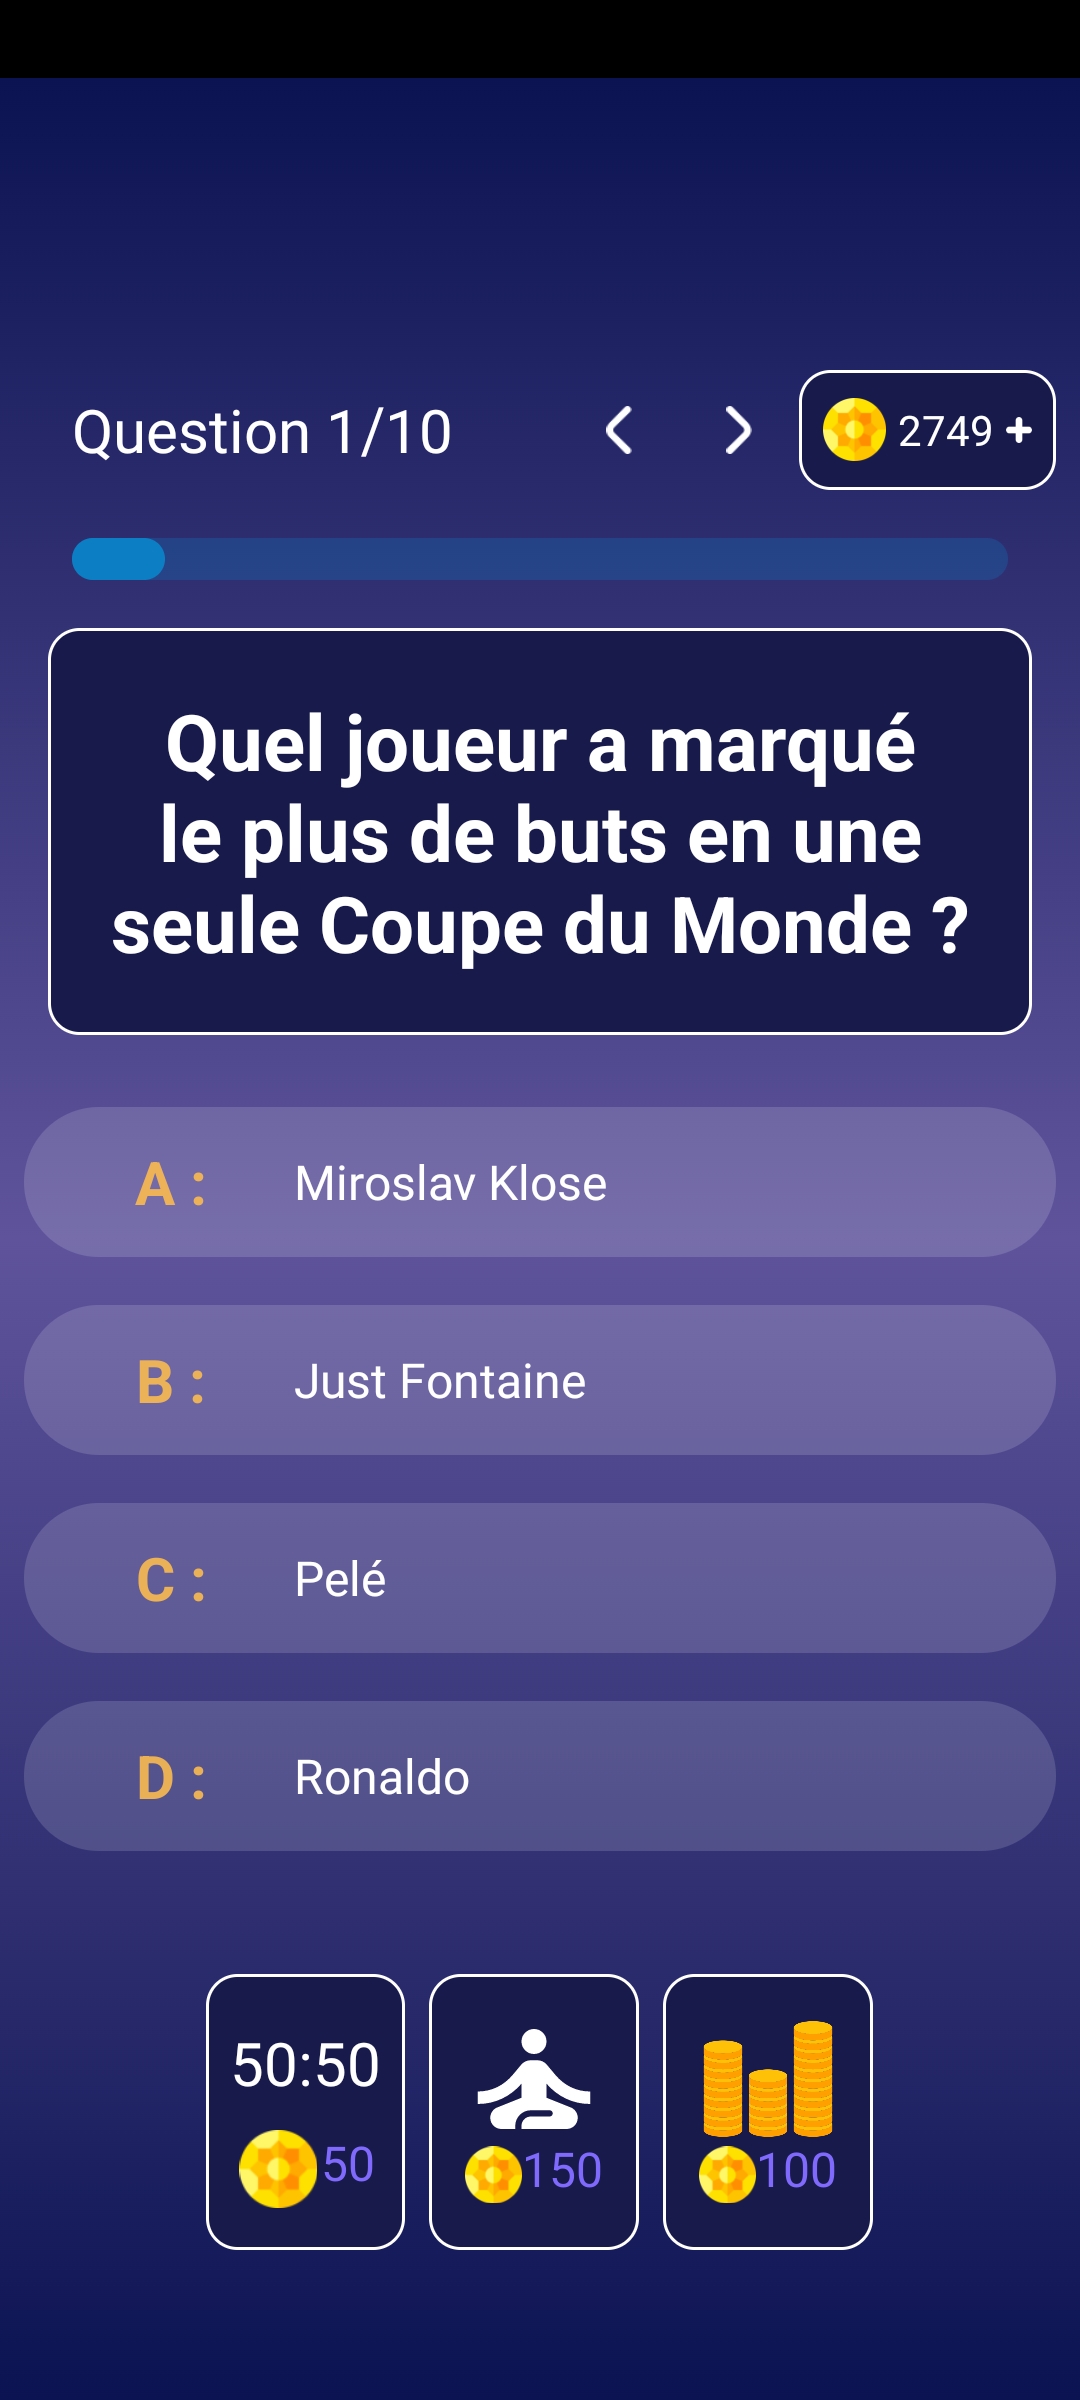 Question 1/10
2749 +
Quel joueur a marqué
le plus de buts en une
seule Coupe du Monde ?
A : Miroslav Klose
B : Just Fontaine
C : Pelé
D : Ronaldo
50:50
50
150
100